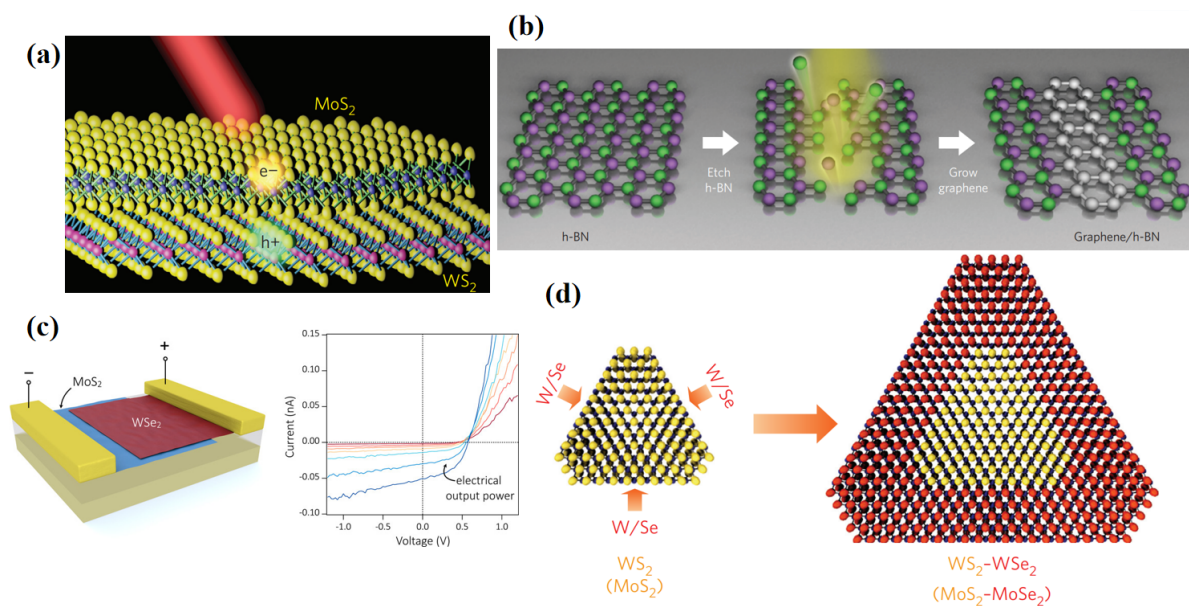 (a)
MoS₂
e−
h+
WS₂
(b)
Etch
h-BN
Grow
graphene
h-BN
Graphene/h-BN
(c)
−
+
MoS₂
WSe₂
Current (nA)
0.15
0.10
0.05
0.00
-0.05
-0.10
electrical
output power
-1.0
-0.5
0.0
0.5
1.0
Voltage (V)
(d)
W/Se
W/Se
W/Se
WS₂
(MoS₂)
WS₂-WSe₂
(MoS₂-MoSe₂)